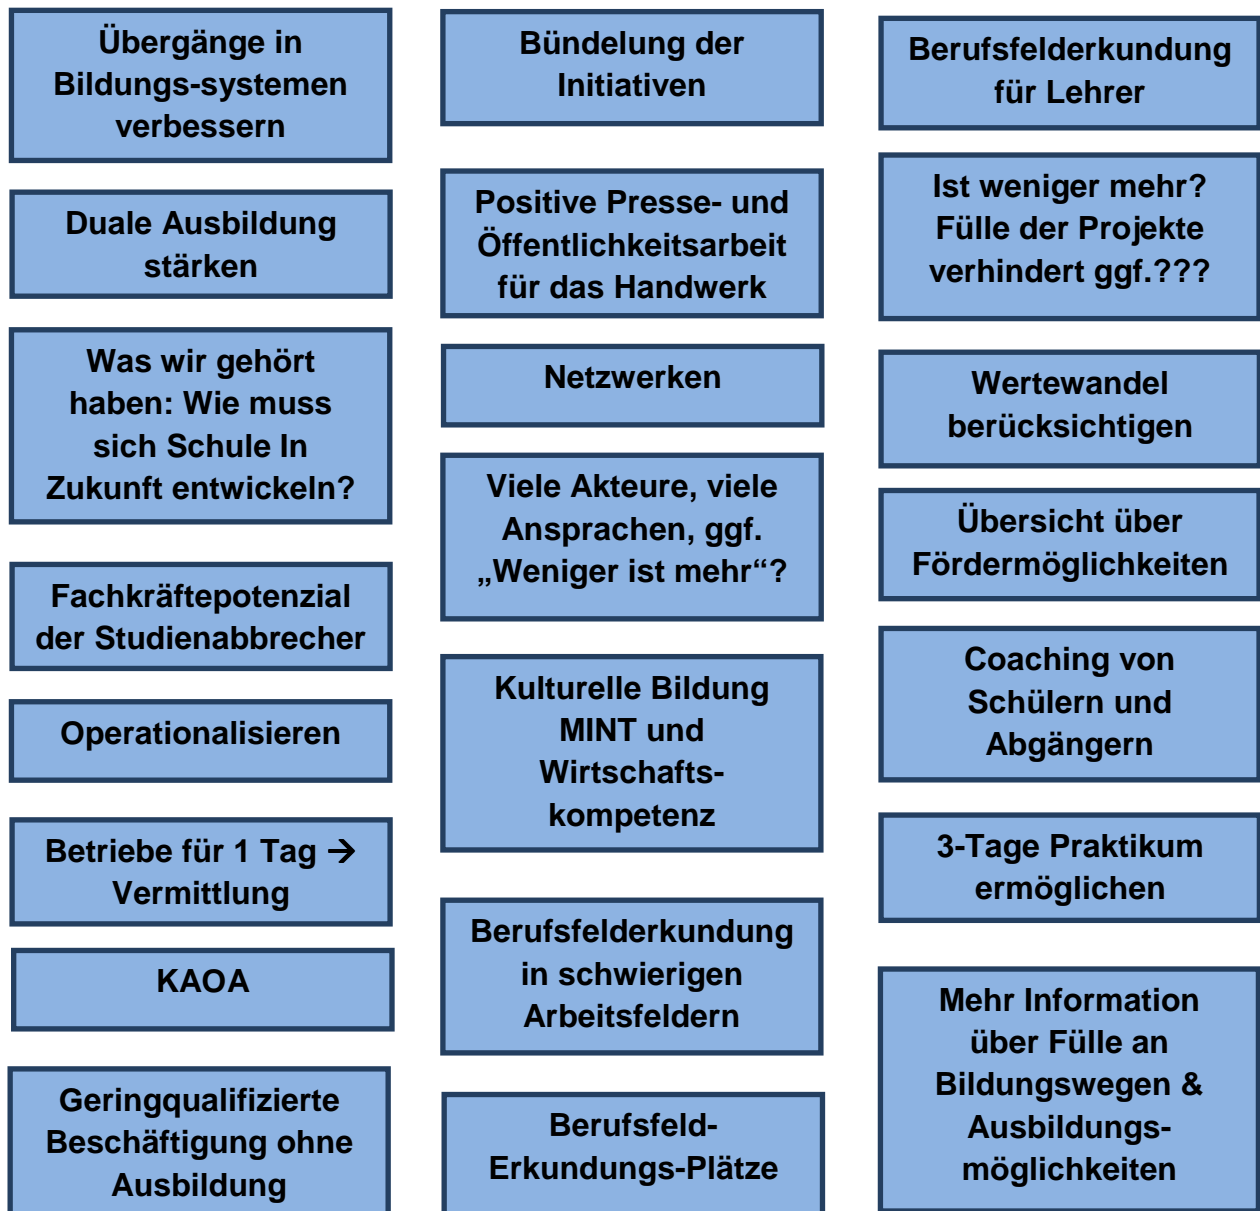 Übergänge in
Bildungs-systemen
verbessern
Duale Ausbildung
stärken
Was wir gehört
haben: Wie muss
sich Schule In
Zukunft entwickeln?
Fachkräftepotenzial
der Studienabbrecher
Operationalisieren
Betriebe für 1 Tag →
Vermittlung
KAOA
Geringqualifizierte
Beschäftigung ohne
Ausbildung
Bündelung der
Initiativen
Positive Presse- und
Öffentlichkeitsarbeit
für das Handwerk
Netzwerken
Viele Akteure, viele
Ansprachen, ggf.
„Weniger ist mehr“?
Kulturelle Bildung
MINT und
Wirtschafts-
kompetenz
Berufsfelderkundung
in schwierigen
Arbeitsfeldern
Berufsfeld-
Erkundungs-Plätze
Berufsfelderkundung
für Lehrer
Ist weniger mehr?
Fülle der Projekte
verhindert ggf.???
Wertewandel
berücksichtigen
Übersicht über
Fördermöglichkeiten
Coaching von
Schülern und
Abgängern
3-Tage Praktikum
ermöglichen
Mehr Information
über Fülle an
Bildungswegen &
Ausbildungs-
möglichkeiten